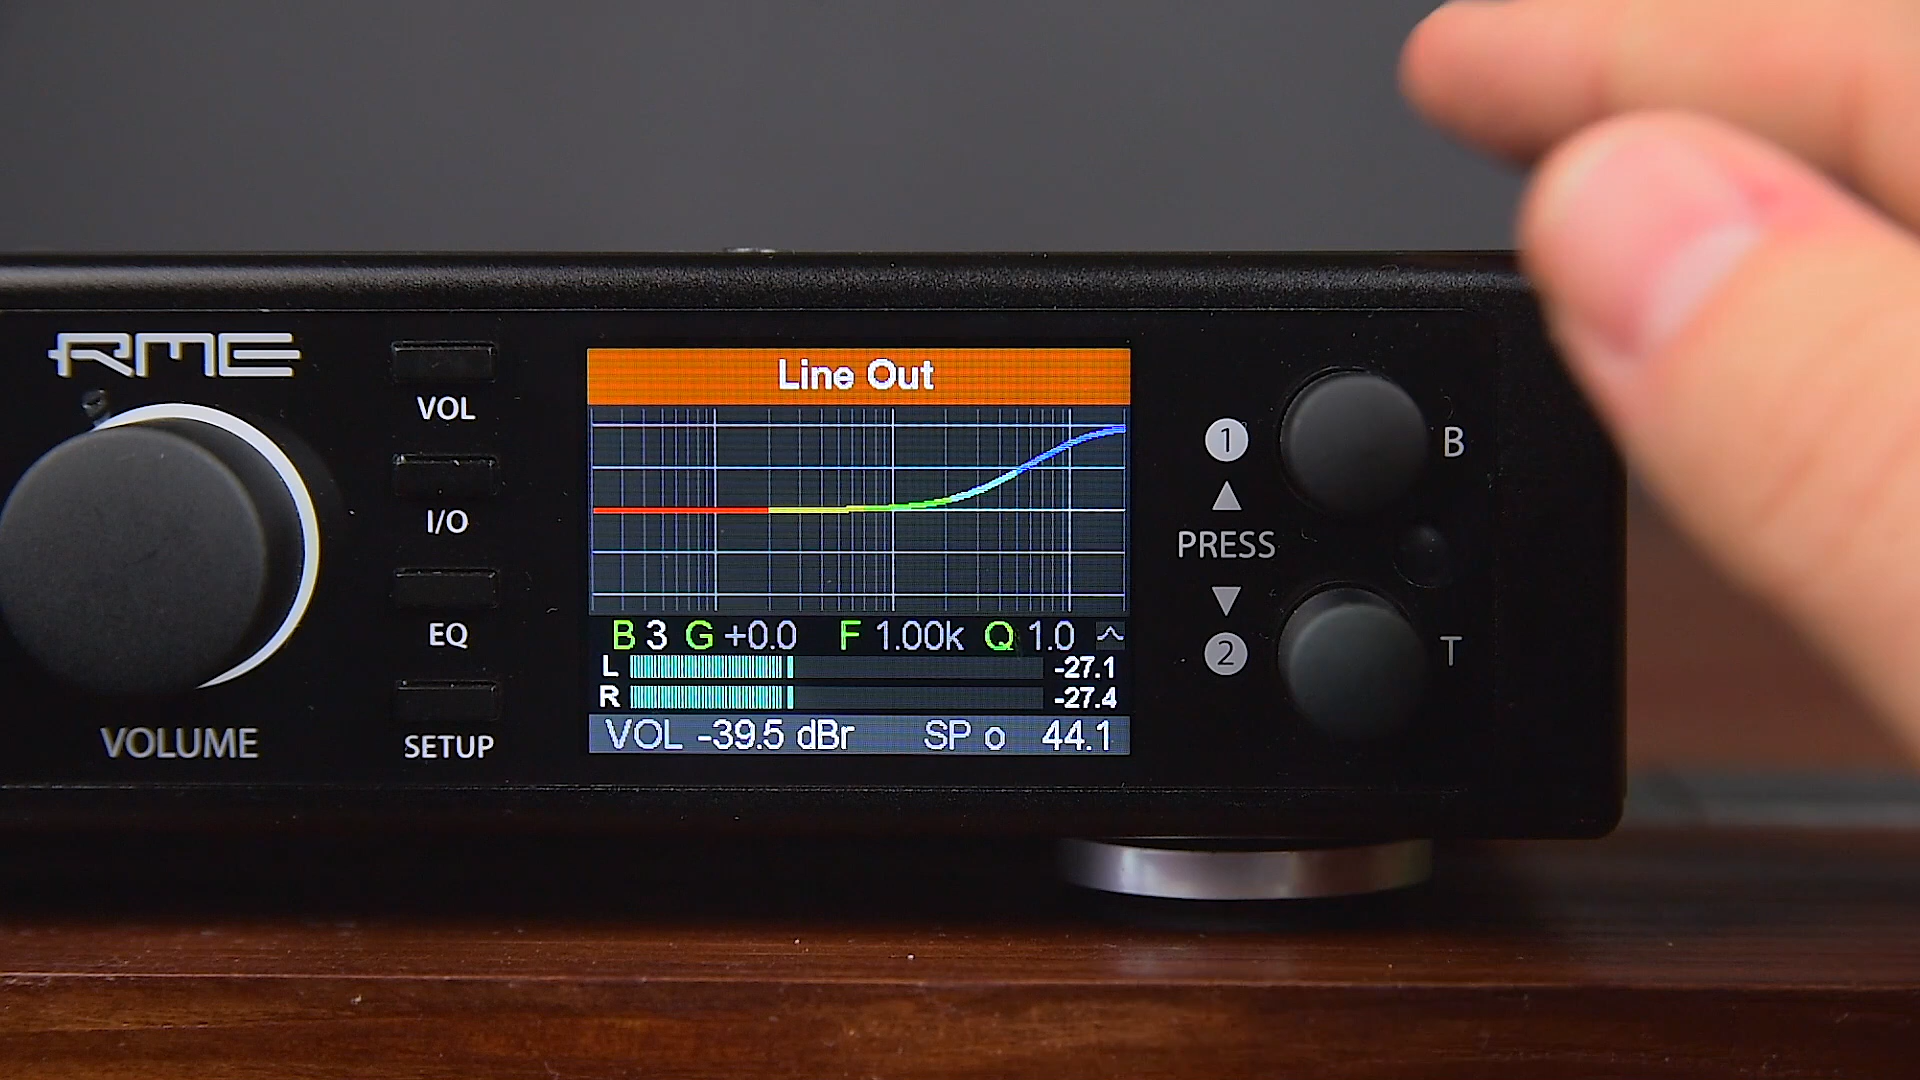 RME
VOLUME
VOL
I/O
EQ
SETUP
Line Out
B 3 G +0.0 F 1.00k Q 1.0
L -27.1
R -27.4
VOL -39.5 dBr SP o 44.1
1
PRESS
2
B
T